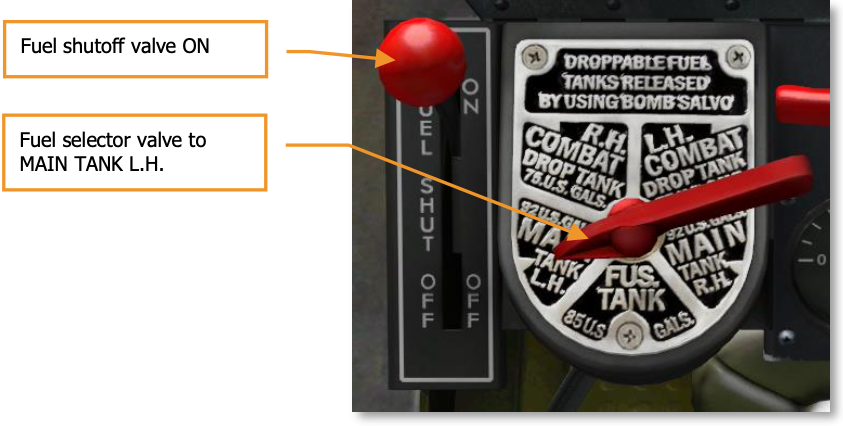 Fuel shutoff valve ON
Fuel selector valve to
MAIN TANK L.H.
ON
UEL SHUT
OFF
OFF
DROPPABLE FUEL
TANKS RELEASED
BY USING BOMB SALVO
R.H.
COMBAT
DROP TANK
75 U.S. GALS.
L.H.
COMBAT
DROP TANK
92 U.S. GAL
MA
TANK
L.H.
92 U.S. GALS.
MAIN
TANK
R.H.
FUS.
TANK
85 U.S. GALS.
0